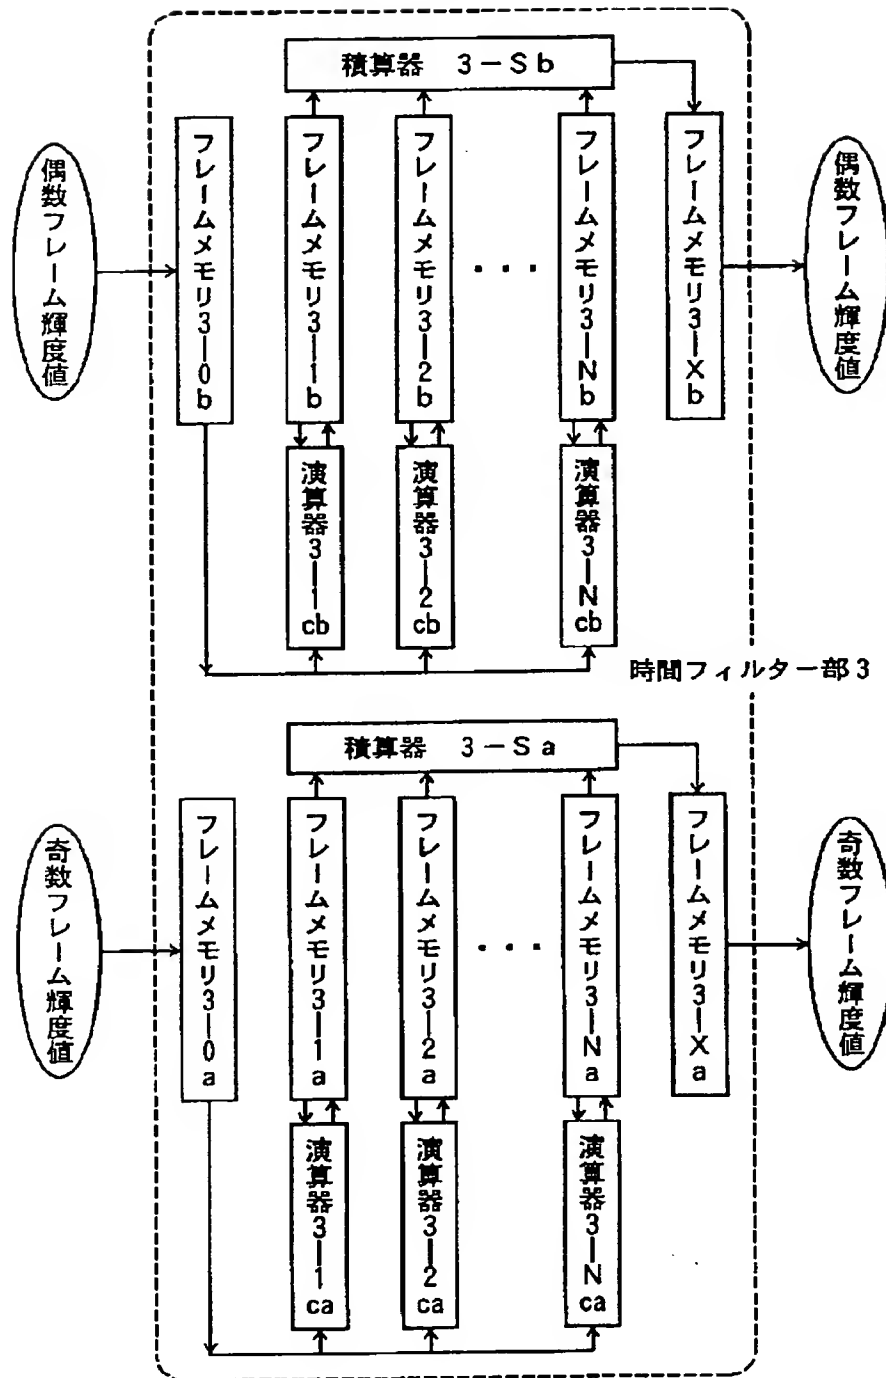 積算器 3-Sb
偶数フレーム輝度値
フレームメモリ3-0b
フレームメモリ3-1b
フレームメモリ3-2b
・・・
フレームメモリ3-Nb
フレームメモリ3-Xb
偶数フレーム輝度値
演算器3-1cb
演算器3-2cb
演算器3-Ncb
時間フィルター部3
積算器 3-Sa
奇数フレーム輝度値
フレームメモリ3-0a
フレームメモリ3-1a
フレームメモリ3-2a
・・・
フレームメモリ3-Na
フレームメモリ3-Xa
奇数フレーム輝度値
演算器3-1ca
演算器3-2ca
演算器3-Nca